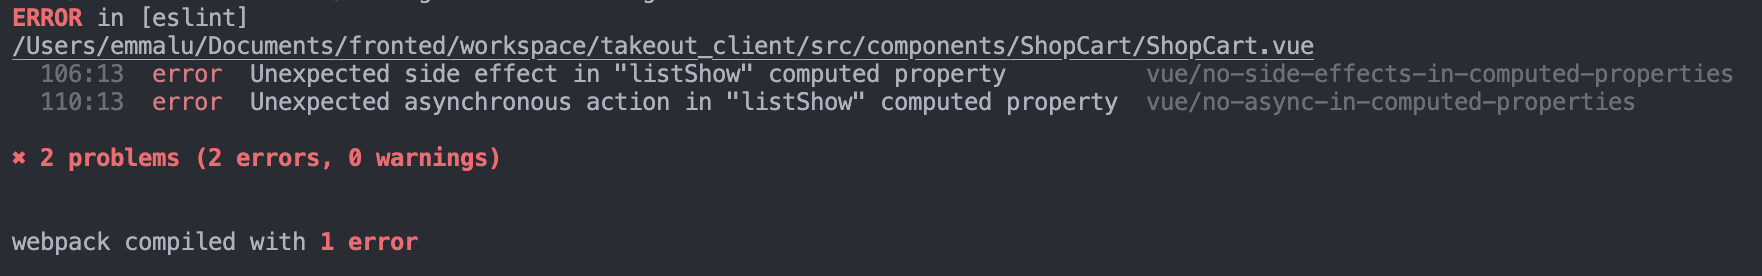 ERROR in [eslint]
/Users/emmalu/Documents/fronted/workspace/takeout_client/src/components/ShopCart/ShopCart.vue
106:13 error Unexpected side effect in "listShow" computed property vue/no-side-effects-in-computed-properties
110:13 error Unexpected asynchronous action in "listShow" computed property vue/no-async-in-computed-properties
✖ 2 problems (2 errors, 0 warnings)
webpack compiled with 1 error